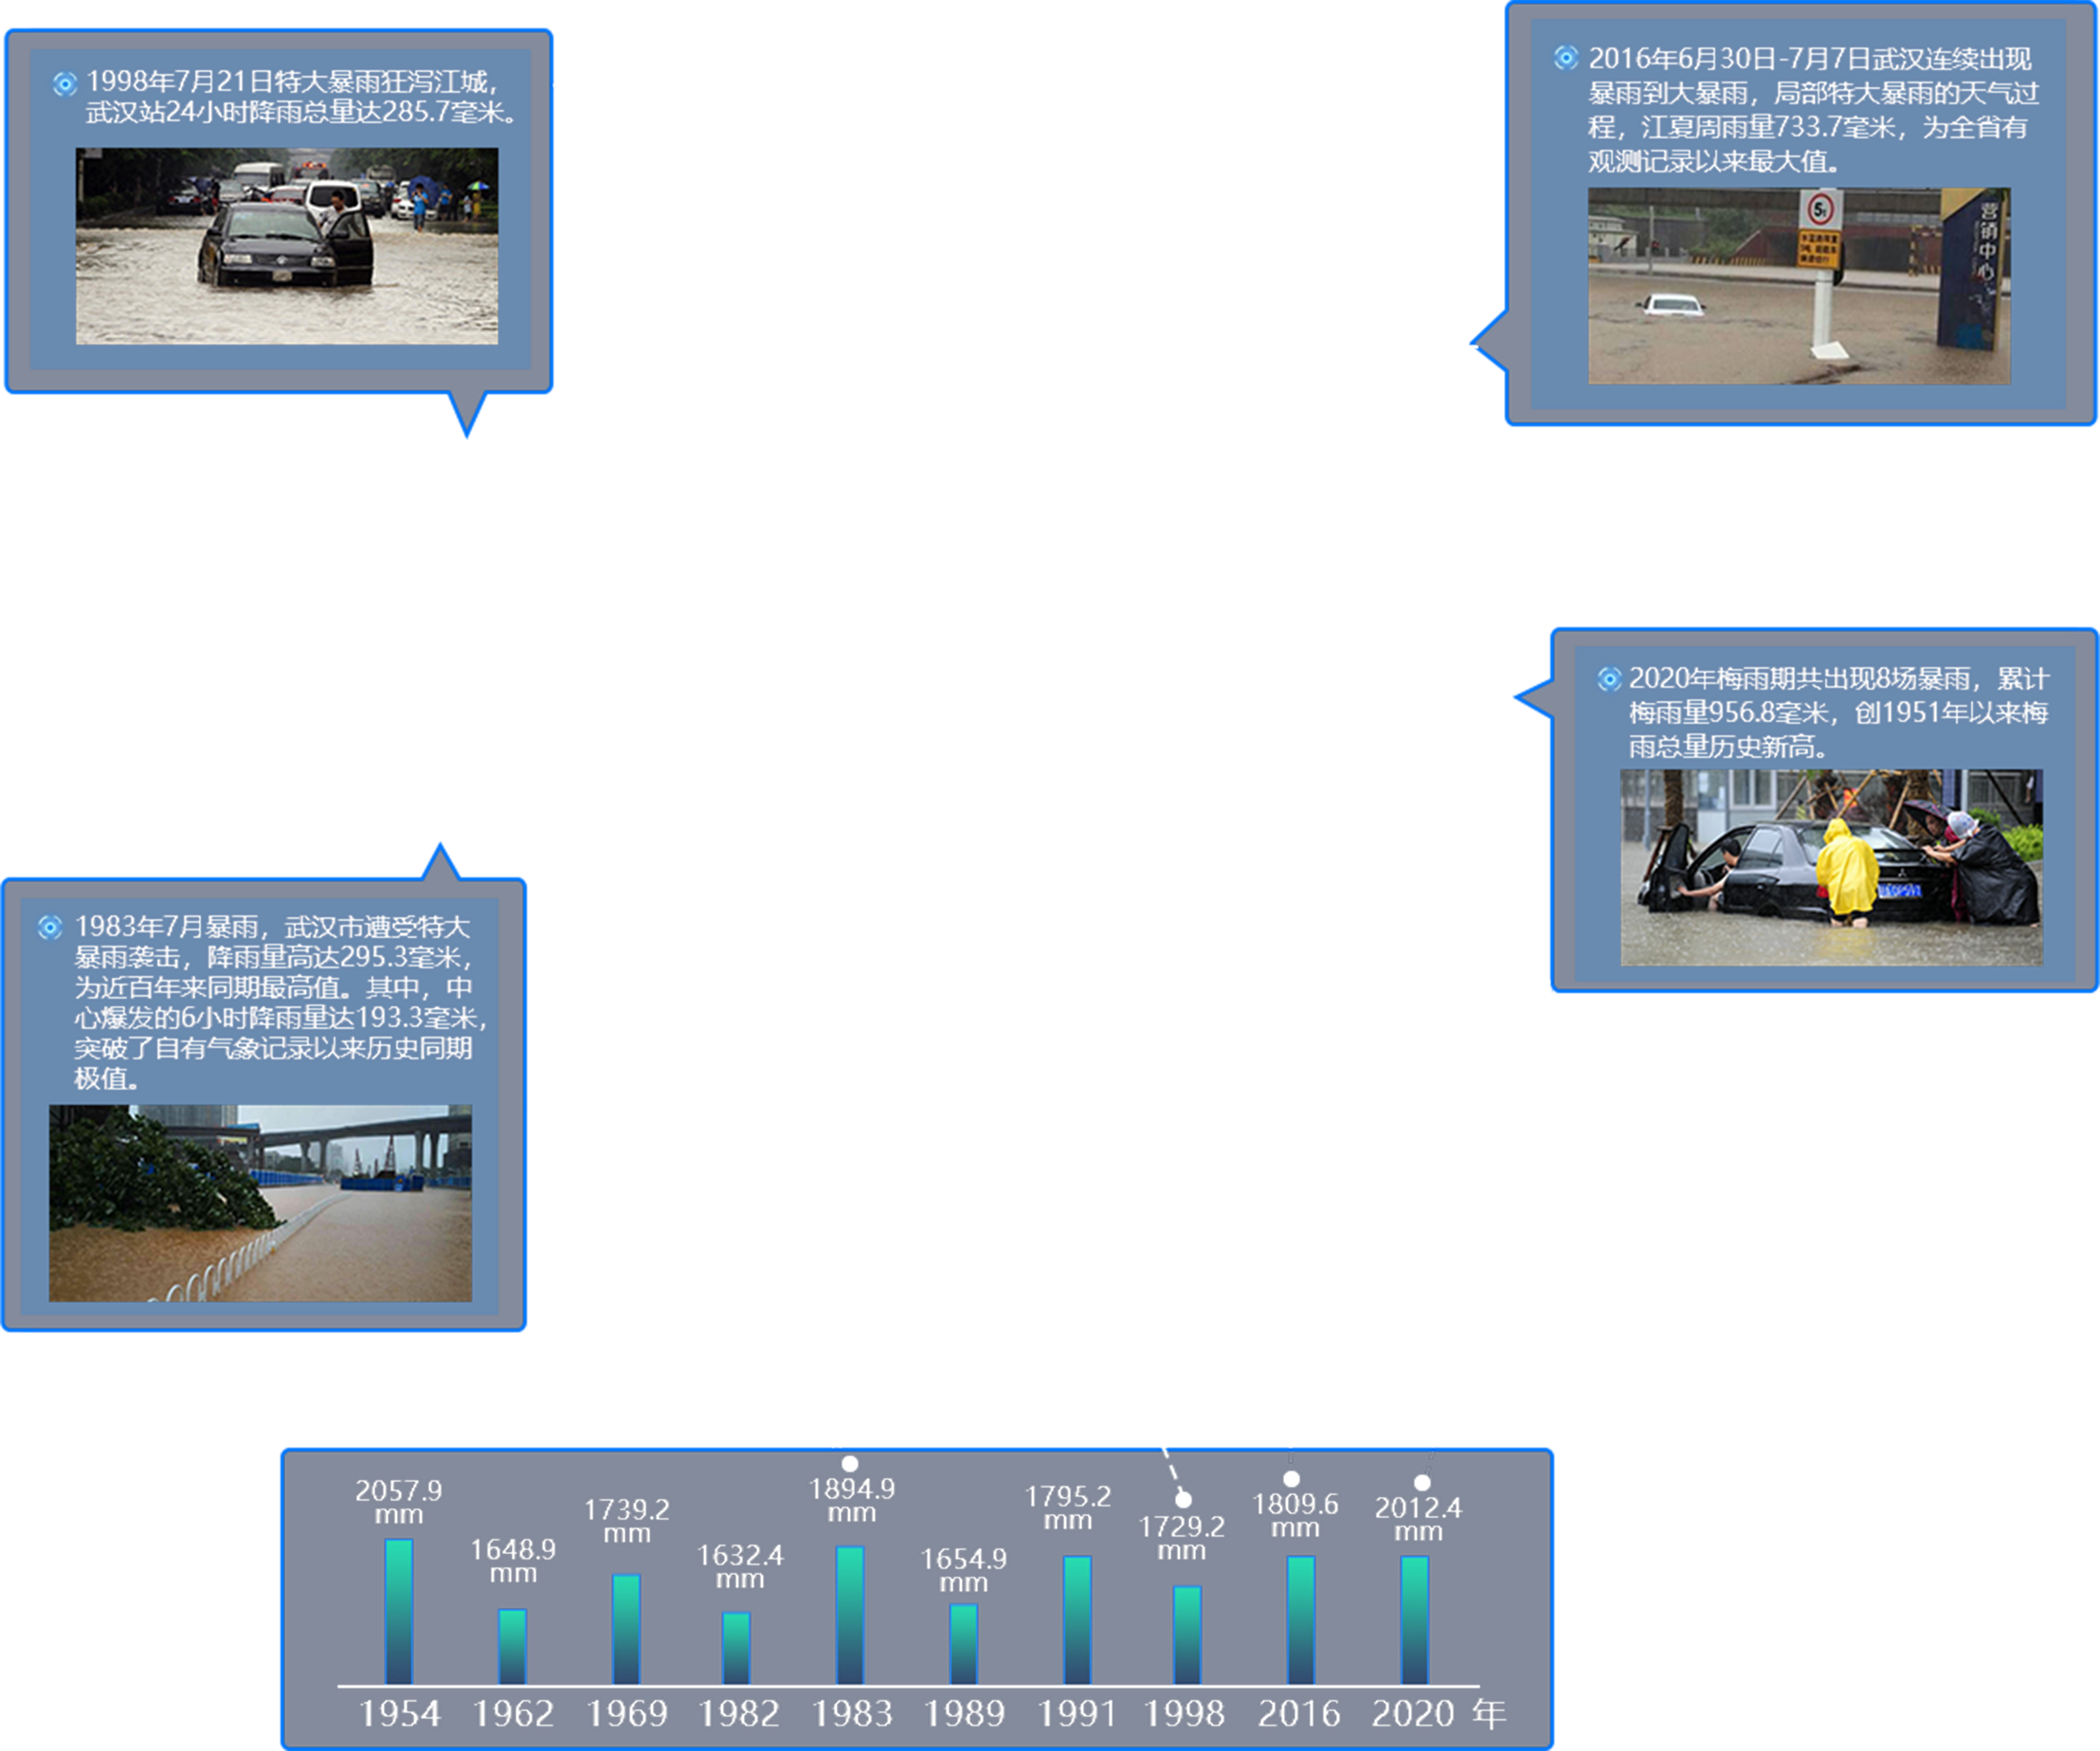 1998年7月21日特大暴雨狂泻江城，
武汉站24小时降雨总量达285.7毫米。
2016年6月30日-7月7日武汉连续出现
暴雨到大暴雨，局部特大暴雨的天气过
程，江夏周雨量733.7毫米，为全省有
观测记录以来最大值。
5
营销中心
2020年梅雨期共出现8场暴雨，累计
梅雨量956.8毫米，创1951年以来梅
雨总量历史新高。
1983年7月暴雨，武汉市遭受特大
暴雨袭击，降雨量高达295.3毫米，
为近百年来同期最高值。其中，中
心爆发的6小时降雨量达193.3毫米，
突破了自有气象记录以来历史同期
极值。
2057.9
mm
1648.9
mm
1739.2
mm
1632.4
mm
1894.9
mm
1654.9
mm
1795.2
mm
1729.2
mm
1809.6
mm
2012.4
mm
1954 1962 1969 1982 1983 1989 1991 1998 2016 2020 年